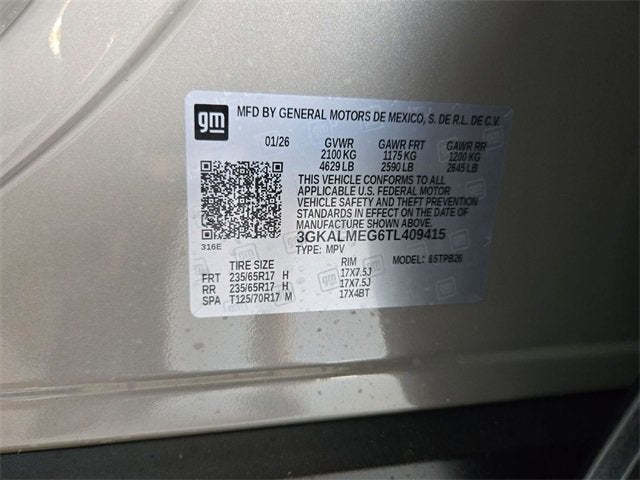 gm MFD BY GENERAL MOTORS DE MEXICO, S. DE R.L. DE C.V.
01/26 GVWR GAWR FRT GAWR RR
2100 KG 1175 KG 1200 KG
4629 LB 2590 LB 2645 LB
THIS VEHICLE CONFORMS TO ALL
APPLICABLE U.S. FEDERAL MOTOR
VEHICLE SAFETY AND THEFT PREVENTION
STANDARDS IN EFFECT ON THE DATE OF
MANUFACTURE SHOWN ABOVE.
3GKALMEG6TL409415
316E TYPE: MPV MODEL: 6STPB26
TIRE SIZE RIM
FRT 235/65R17 H 17X7.5J
RR 235/65R17 H 17X7.5J
SPA T125/70R17 M 17X4BT